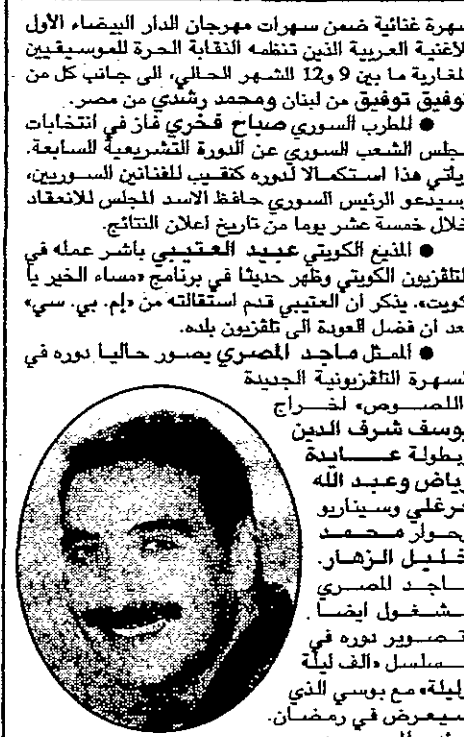 سهرة غنائية ضمن سهرات مهرجان الدار البيضاء الأول
للاغنية العربية الذين تنظمه النقابة الحرة للموسيقيين
المغاربة ما بين 9 و12 الشهر الحالي، الى جانب كل من
توفيق توفيق من لبنان ومحمد رشدي من مصر.
● المطرب السوري صباح فخري فاز في انتخابات
مجلس الشعب السوري عن الدورة التشريعية السابعة.
ويأتي هذا استكمالا لدوره كنقيب للفنانين السوريين،
وسيدعو الرئيس السوري حافظ الاسد المجلس للانعقاد
خلال خمسة عشر يوما من تاريخ اعلان النتائج.
● المذيع الكويتي عبيد العتيبي باشر عمله في
التلفزيون الكويتي وظهر حديثا في برنامج «مساء الخير يا
كويت». يذكر ان العتيبي قدم استقالته من «إم. بي. سي»
بعد ان فضل العودة الى تلفزيون بلده.
● الممثل ماجد المصري يصور حاليا دوره في
السهرة التلفزيونية الجديدة
«اللصوص» اخراج
يوسف شرف الدين
وبطولة عايدة
رياض وعبد الله
فرغلي وسيناريو
وحوار محمد
خليل الزهار.
ماجد المصري
مشغول ايضا
بتصوير دوره في
مسلسل «الف ليلة
وليلة» مع بوسي الذي
سيعرض في رمضان.